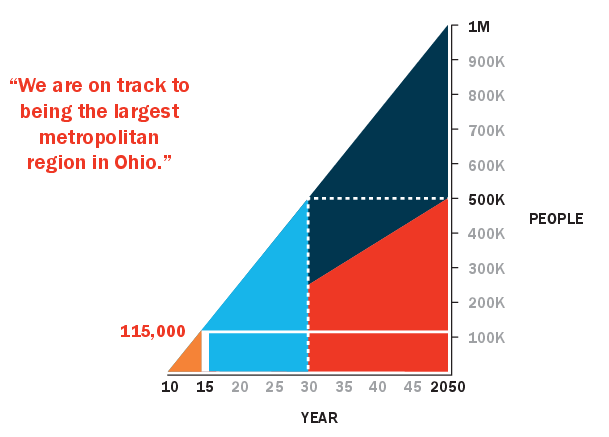 1M
900K
“We are on track to
being the largest
metropolitan
region in Ohio.”
800K
700K
600K
500K
PEOPLE
400K
300K
200K
115,000
100K
10 15 20 25 30 35 40 45 2050
YEAR